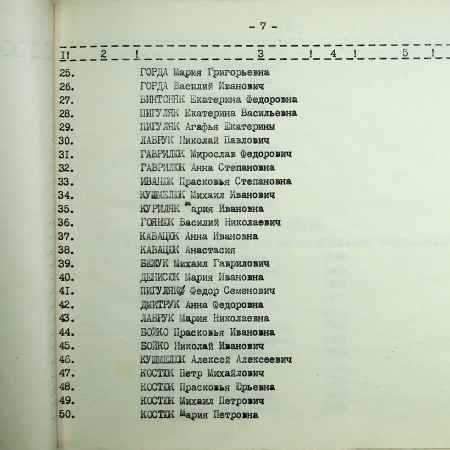 - 7 -
1! 2 ! 3 ! 4 ! 5 !
25. ГОРДА Мария Григорьевна
26. ГОРДА Василий Иванович
27. ВИНТОНЯК Екатерина Федоровна
28. ПИГУЛЯК Екатерина Васильевна
29. ПИГУЛЯК Агафья Екатерины
30. ЛАБРУК Николай Павлович
31. ГАВРИЛЮК Мирослав Федорович
32. ГАВРИЛЮК Анна Степановна
33. ИВАНЮК Прасковья Степановна
34. КУШМЕЛЮК Михаил Иванович
35. КУРИЛЯК Мария Ивановна
36. ГОЯНЮК Василий Николаевич
37. КАВАЦЮК Анна Ивановна
38. КАВАЦЮК Анастасия
39. БЕЖУК Михаил Гаврилович
40. ДЕНИСЮК Мария Ивановна
41. ПИГУЛЯК Федор Семенович
42. ДМИТРУК Анна Федоровна
43. ЛАВРУК Мария Николаевна
44. БОЙКО Прасковья Ивановна
45. БОЙКО Николай Иванович
46. КУШМЕЛЮК Алексей Алексеевич
47. КОСТЮК Петр Михайлович
48. КОСТЮК Прасковья Юрьевна
49. КОСТЮК Михаил Петрович
50. КОСТЮК Мария Петровна